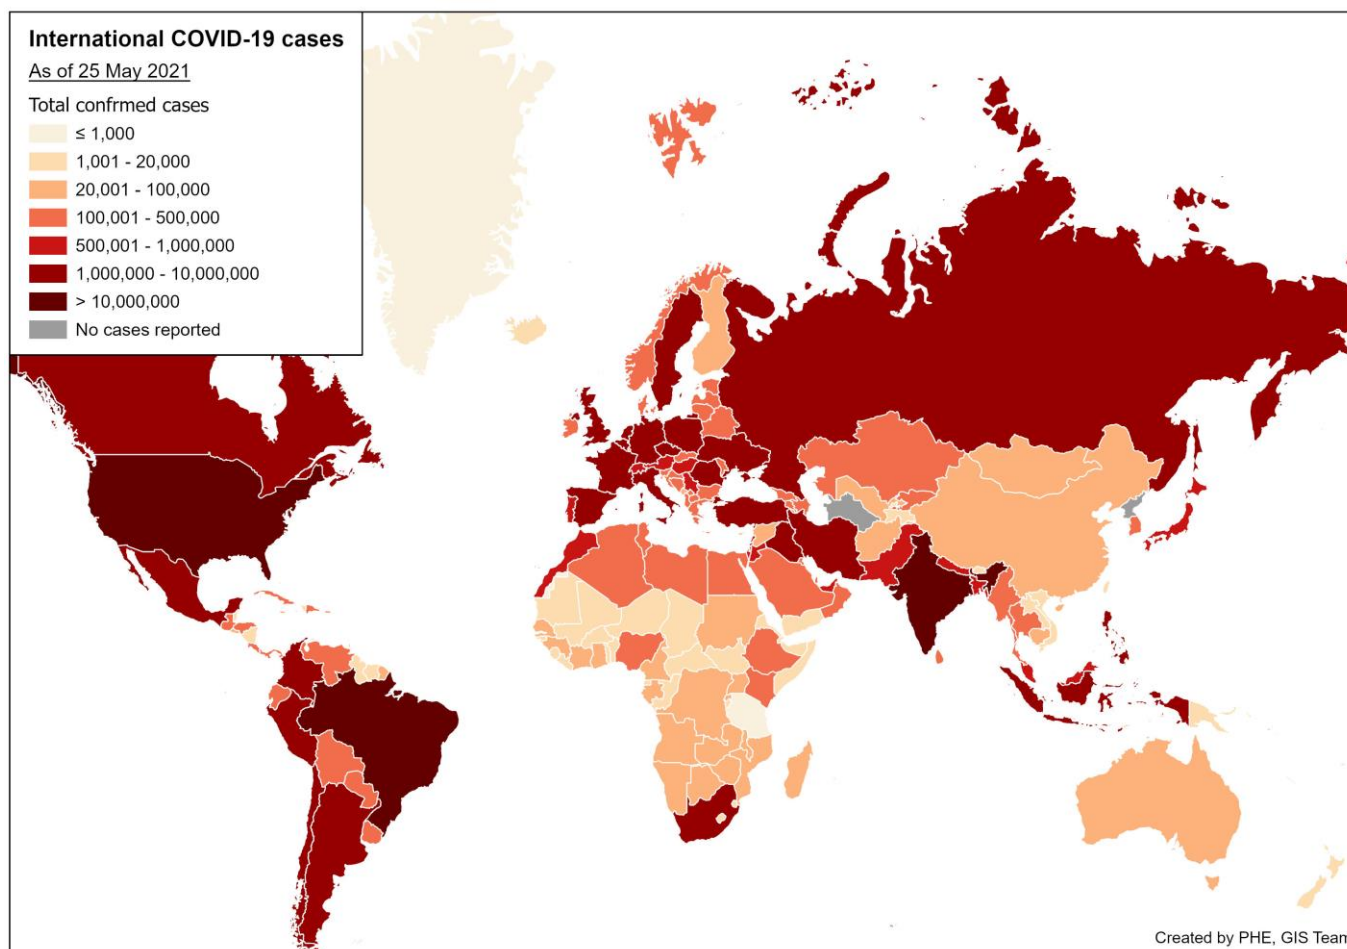 International COVID-19 cases
As of 25 May 2021
Total confrmed cases
≤ 1,000
1,001 - 20,000
20,001 - 100,000
100,001 - 500,000
500,001 - 1,000,000
1,000,000 - 10,000,000
> 10,000,000
No cases reported
Created by PHE, GIS Team